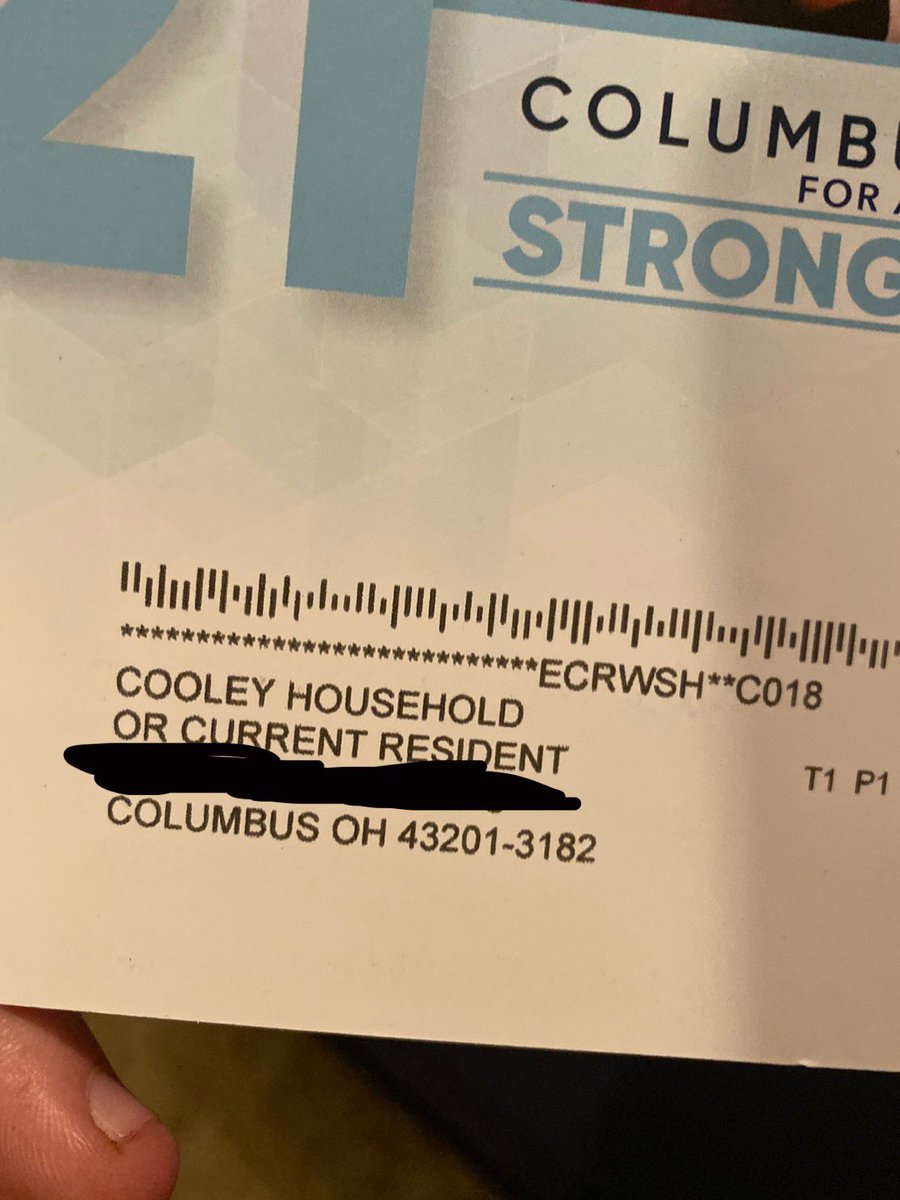 21
COLUMBU
FOR A
STRONG
***************************ECRWSH**C018
COOLEY HOUSEHOLD
OR CURRENT RESIDENT
T1 P1
COLUMBUS OH 43201-3182